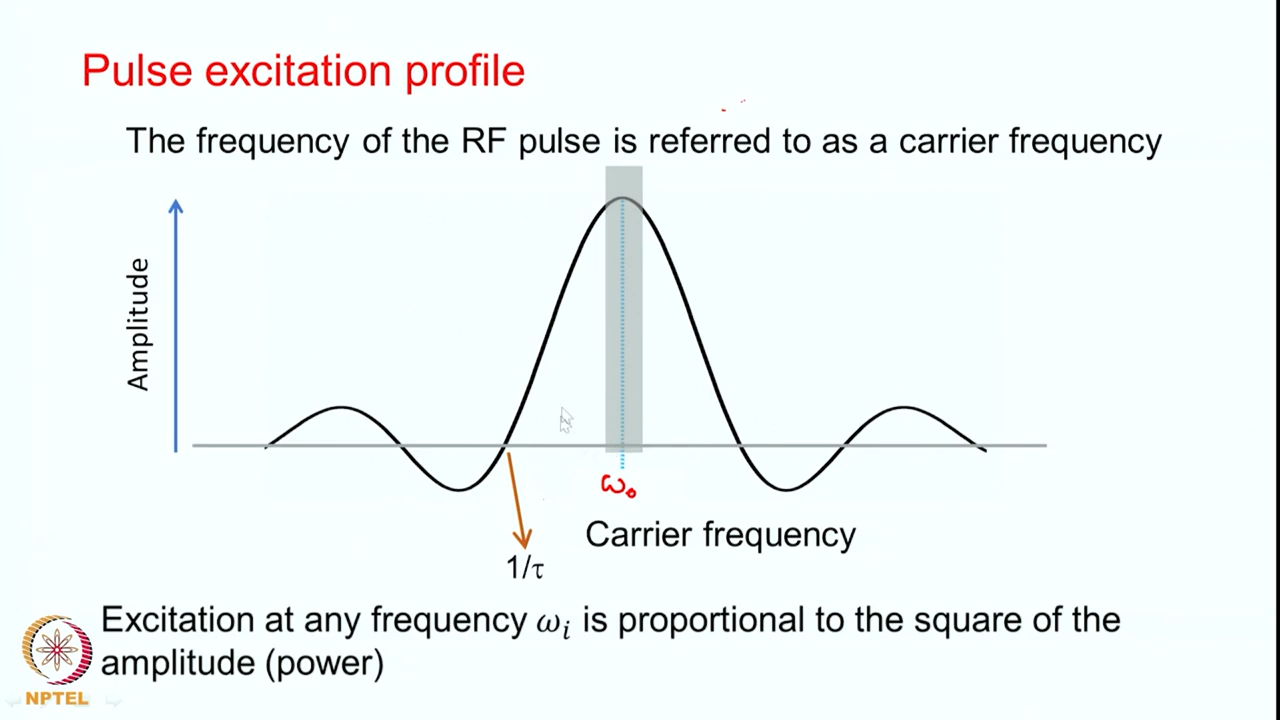 Pulse excitation profile
The frequency of the RF pulse is referred to as a carrier frequency
Amplitude
ω₀
Carrier frequency
1/τ
Excitation at any frequency ωᵢ is proportional to the square of the
amplitude (power)
NPTEL